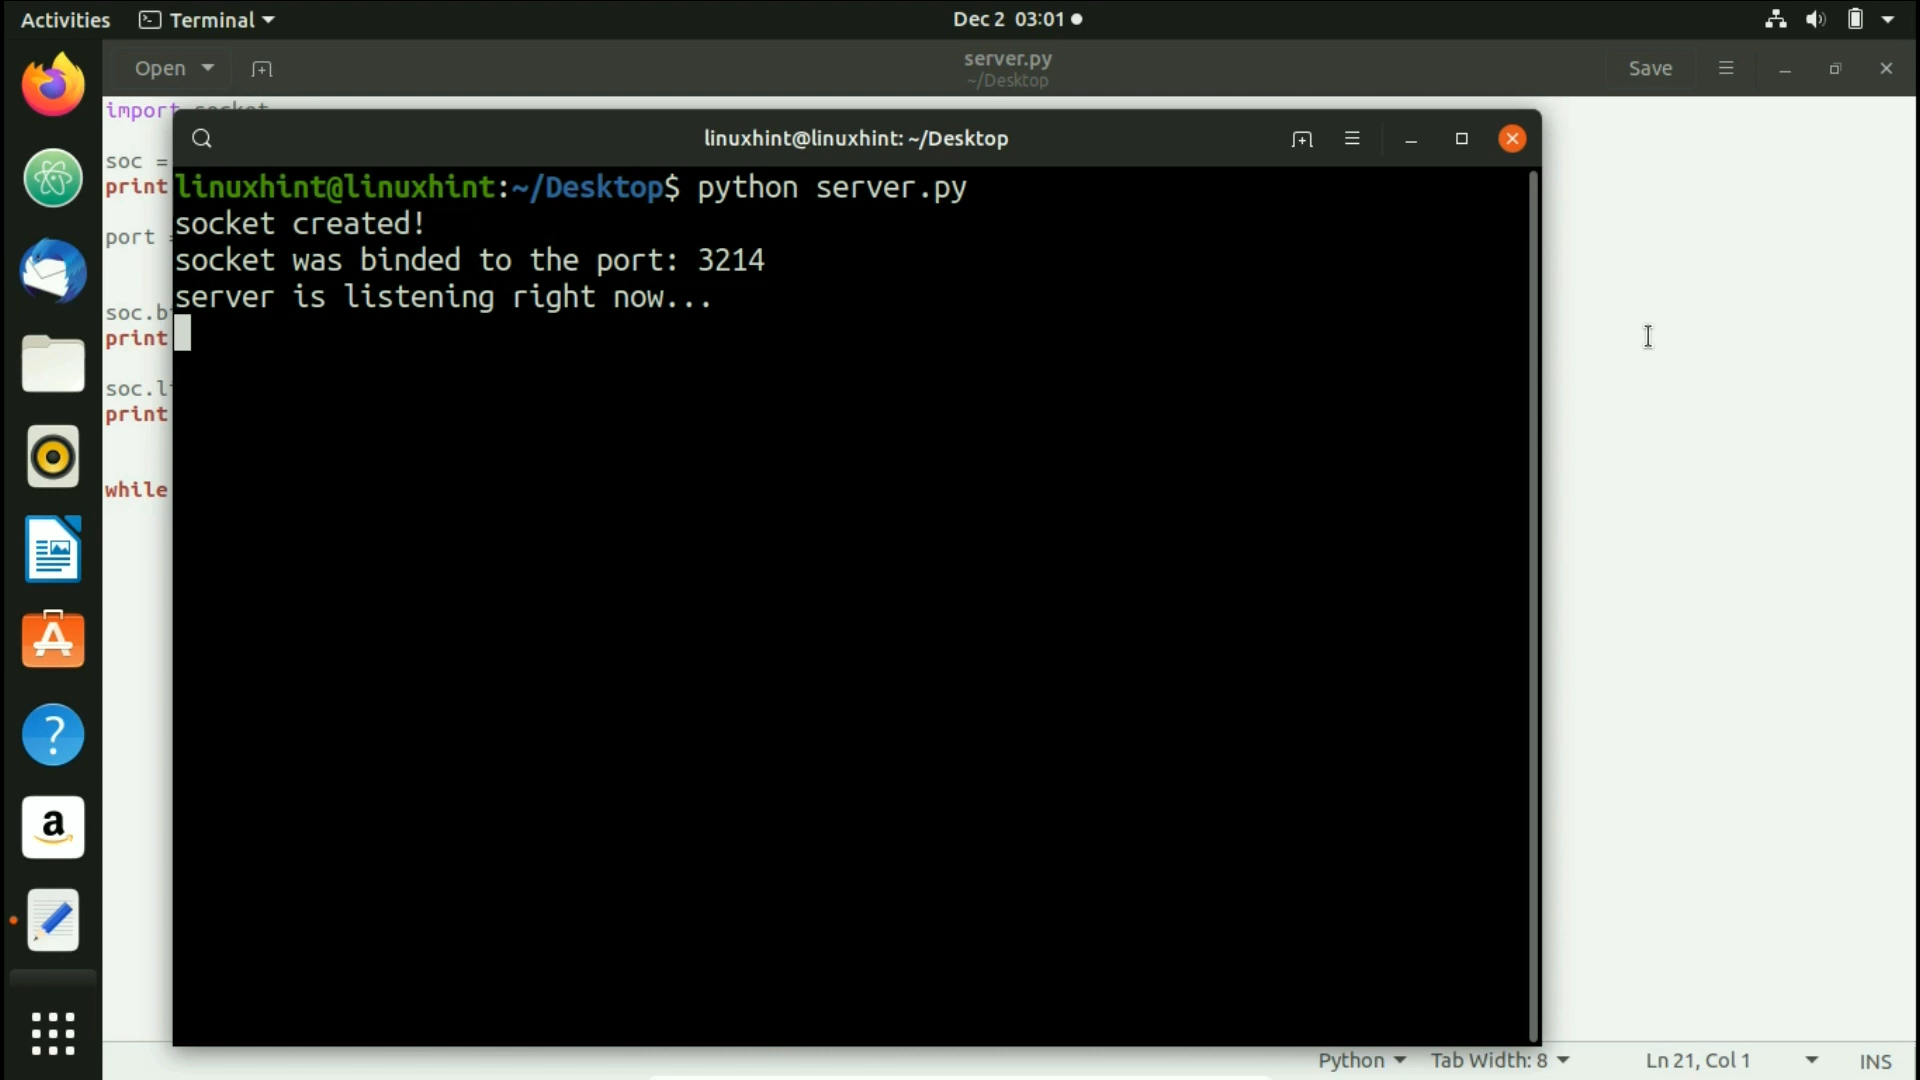 Activities Terminal Dec 2 03:01
Open server.py Save
~/Desktop
import socket
linuxhint@linuxhint: ~/Desktop
soc =
print
port =
soc.b
print
soc.l
print
while
linuxhint@linuxhint:~/Desktop$ python server.py
socket created!
socket was binded to the port: 3214
server is listening right now...
Python Tab Width: 8 Ln 21, Col 1 INS